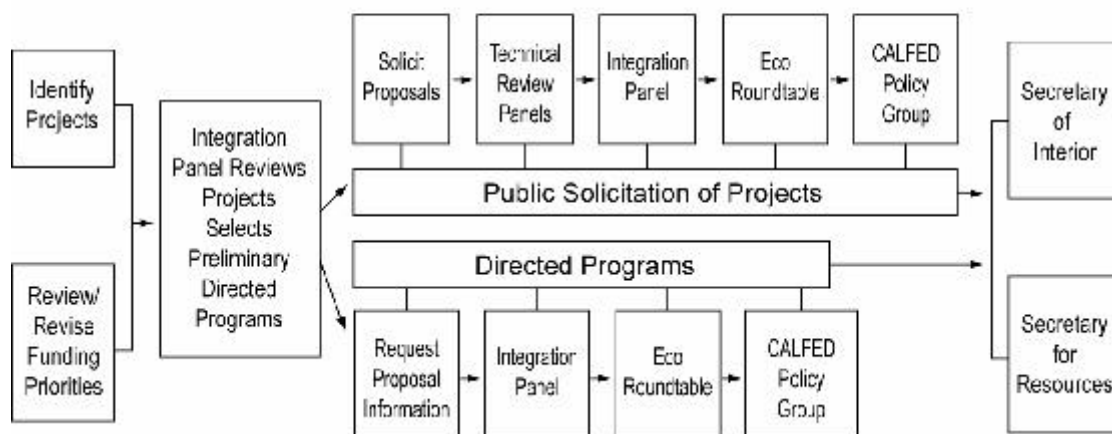 Identify
Projects
Review/
Revise
Funding
Priorities
Integration
Panel Reviews
Projects
Selects
Preliminary
Directed
Programs
Solicit
Proposals
Technical
Review
Panels
Integration
Panel
Eco
Roundtable
CALFED
Policy
Group
Public Solicitation of Projects
Directed Programs
Request
Proposal
Information
Integration
Panel
Eco
Roundtable
CALFED
Policy
Group
Secretary
of
Interior
Secretary
for
Resources